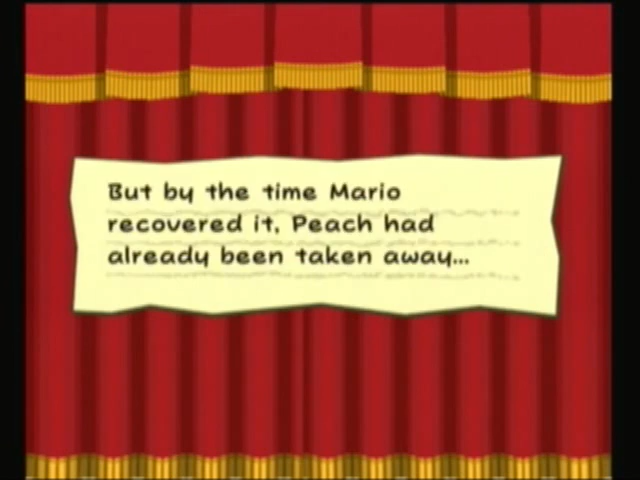 But by the time Mario
recovered it, Peach had
already been taken away...